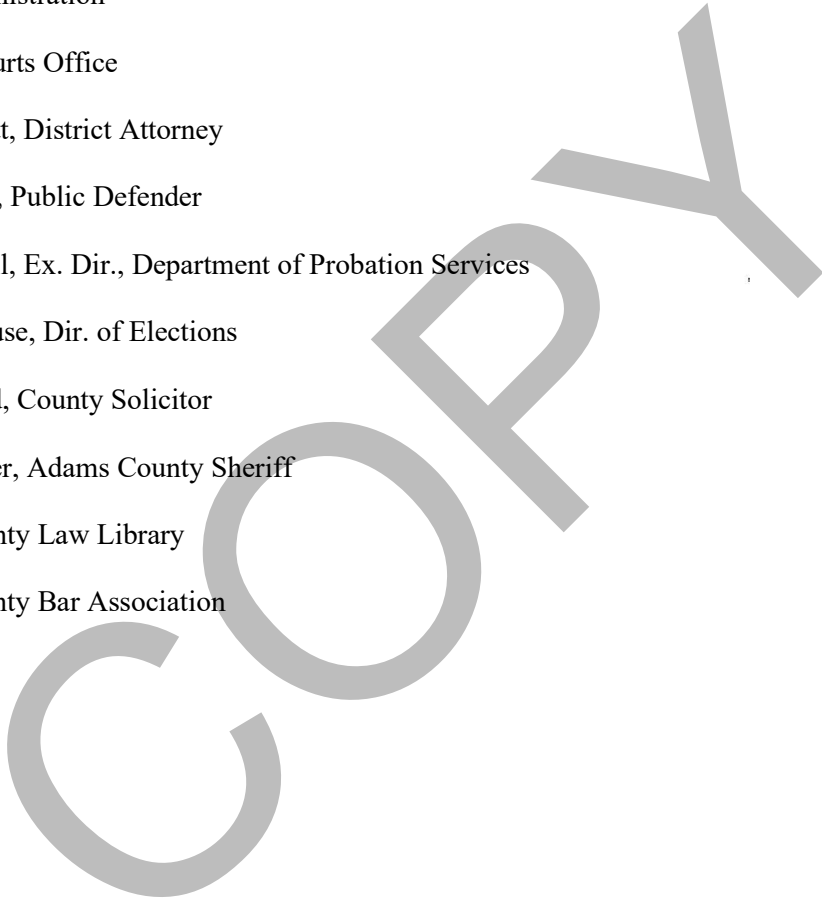 urts Office
t, District Attorney
, Public Defender
l, Ex. Dir., Department of Probation Services
use, Dir. of Elections
, County Solicitor
er, Adams County Sheriff
nty Law Library
nty Bar Association
COPY